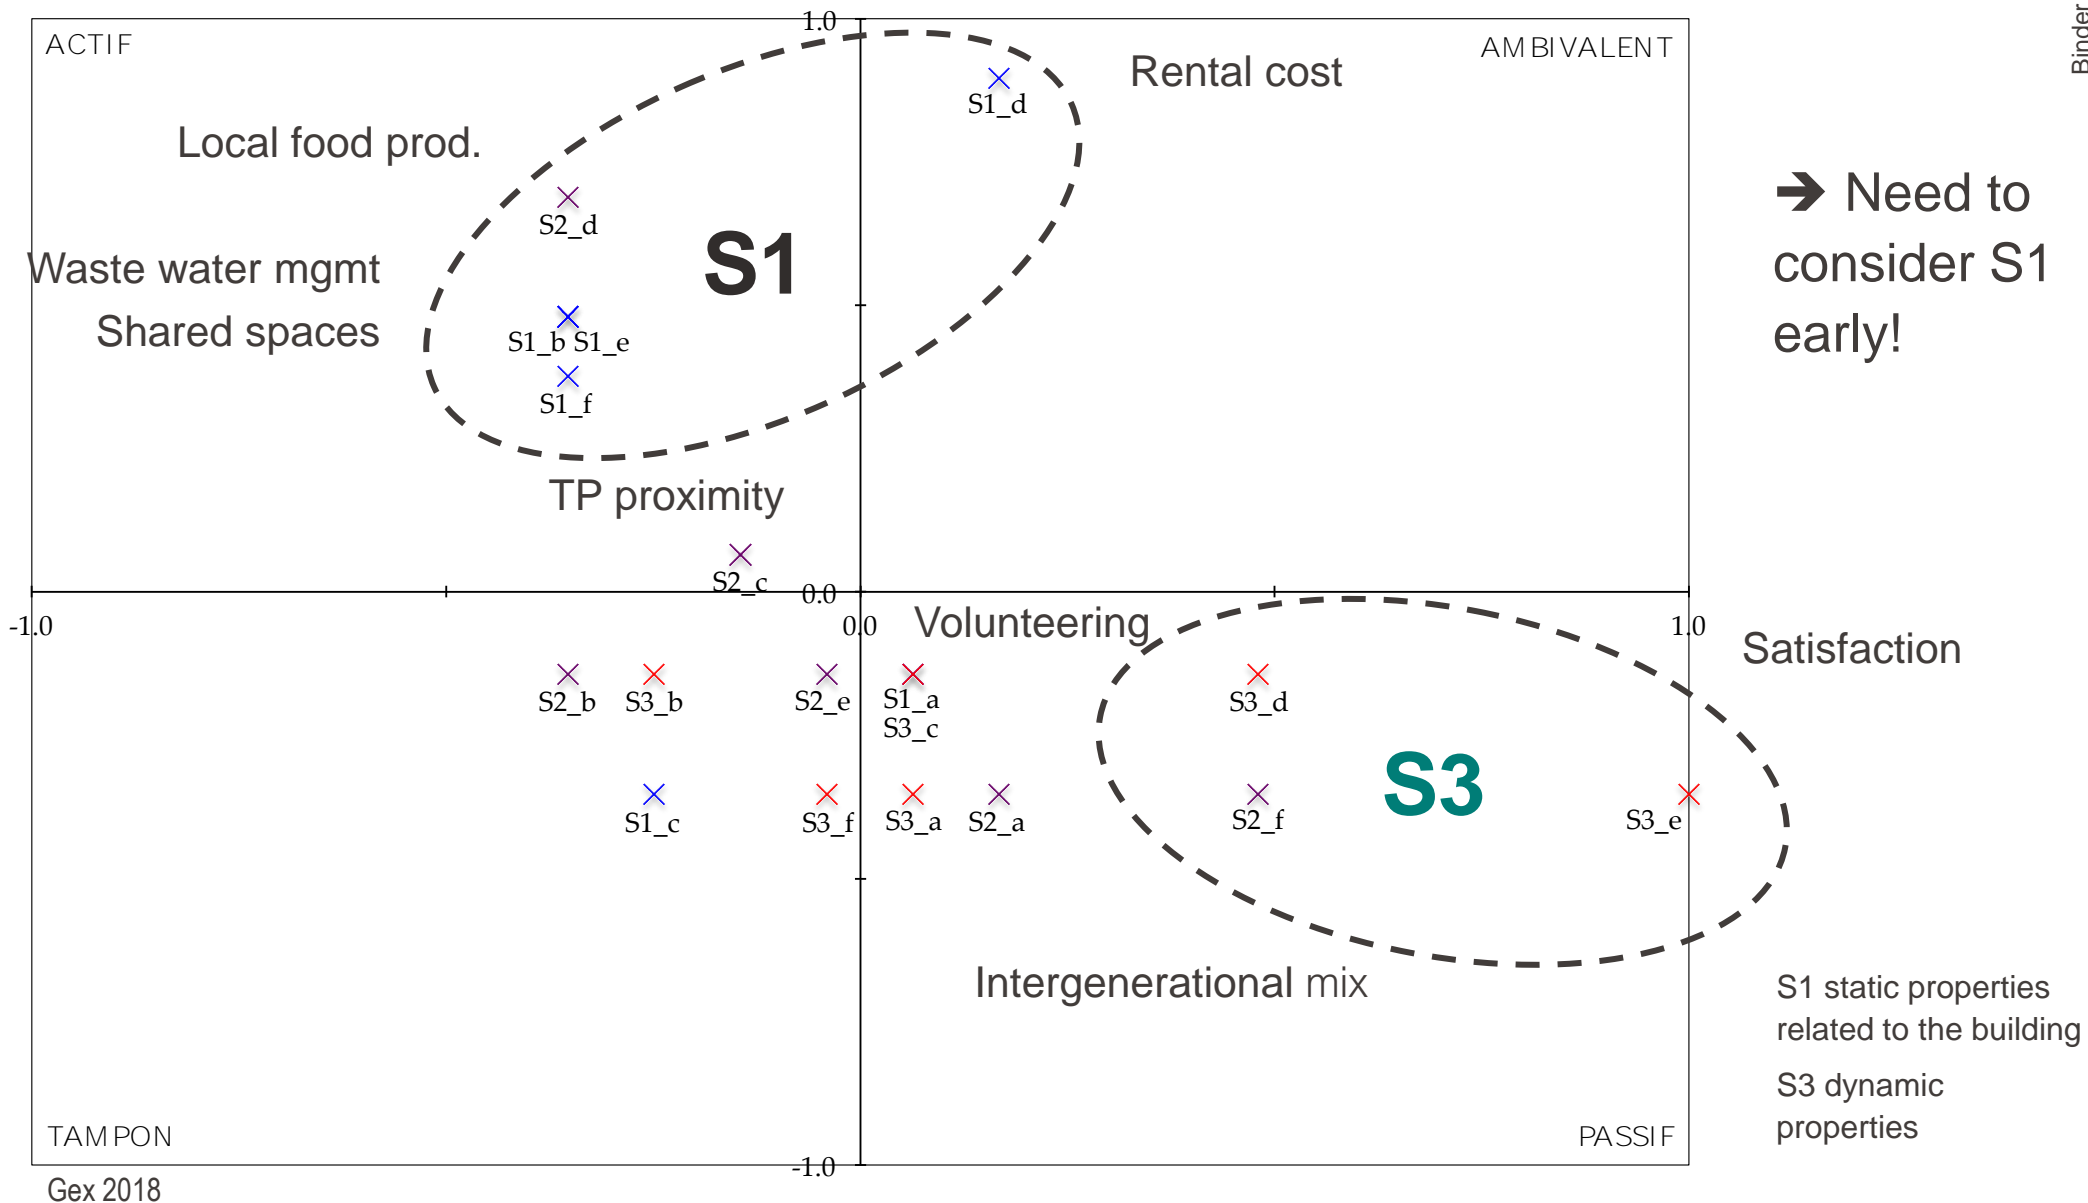 1.0
Binder
ACTIF
AMBIVALENT
Rental cost
S1_d
Local food prod.
➔ Need to
consider S1
early!
S2_d
S1
Waste water mgmt
Shared spaces
S1_b S1_e
S1_f
TP proximity
S2_c
0.0
-1.0
0.0
Volunteering
1.0
Satisfaction
S2_b
S3_b
S2_e
S1_a
S3_c
S3_d
S3
S1_c
S3_f
S3_a
S2_a
S2_f
S3_e
Intergenerational mix
S1 static properties
related to the building
S3 dynamic
properties
TAMPON
PASSIF
-1.0
Gex 2018